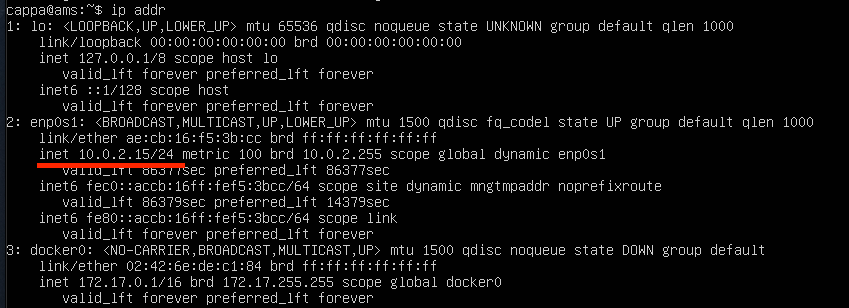 cappa@ams:~$ ip addr
1: lo: <LOOPBACK,UP,LOWER_UP> mtu 65536 qdisc noqueue state UNKNOWN group default qlen 1000
link/loopback 00:00:00:00:00:00 brd 00:00:00:00:00:00
inet 127.0.0.1/8 scope host lo
valid_lft forever preferred_lft forever
inet6 ::1/128 scope host
valid_lft forever preferred_lft forever
2: enp0s1: <BROADCAST,MULTICAST,UP,LOWER_UP> mtu 1500 qdisc fq_codel state UP group default qlen 1000
link/ether ae:cb:16:f5:3b:cc brd ff:ff:ff:ff:ff:ff
inet 10.0.2.15/24 metric 100 brd 10.0.2.255 scope global dynamic enp0s1
valid_lft 86377sec preferred_lft 86377sec
inet6 fec0::accb:16ff:fef5:3bcc/64 scope site dynamic mngtmpaddr noprefixroute
valid_lft 86379sec preferred_lft 14379sec
inet6 fe80::accb:16ff:fef5:3bcc/64 scope link
valid_lft forever preferred_lft forever
3: docker0: <NO-CARRIER,BROADCAST,MULTICAST,UP> mtu 1500 qdisc noqueue state DOWN group default
link/ether 02:42:6e:de:c1:84 brd ff:ff:ff:ff:ff:ff
inet 172.17.0.1/16 brd 172.17.255.255 scope global docker0
valid_lft forever preferred_lft forever